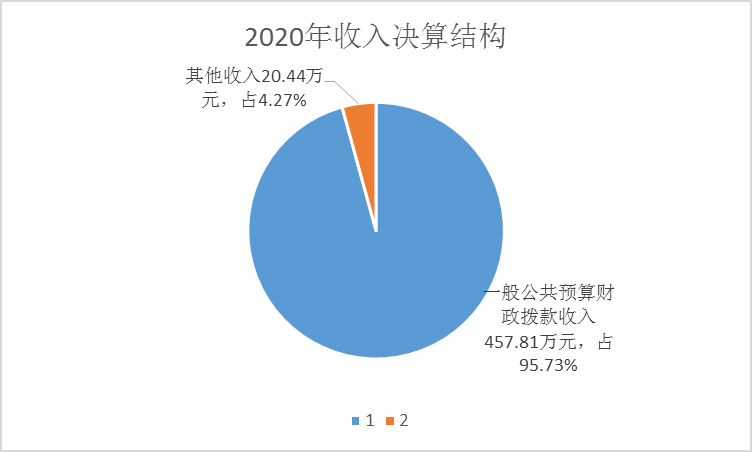 2020年收入决算结构
其他收入20.44万
元，占4.27%
一般公共预算财
政拨款收入
457.81万元，占
95.73%
1 2